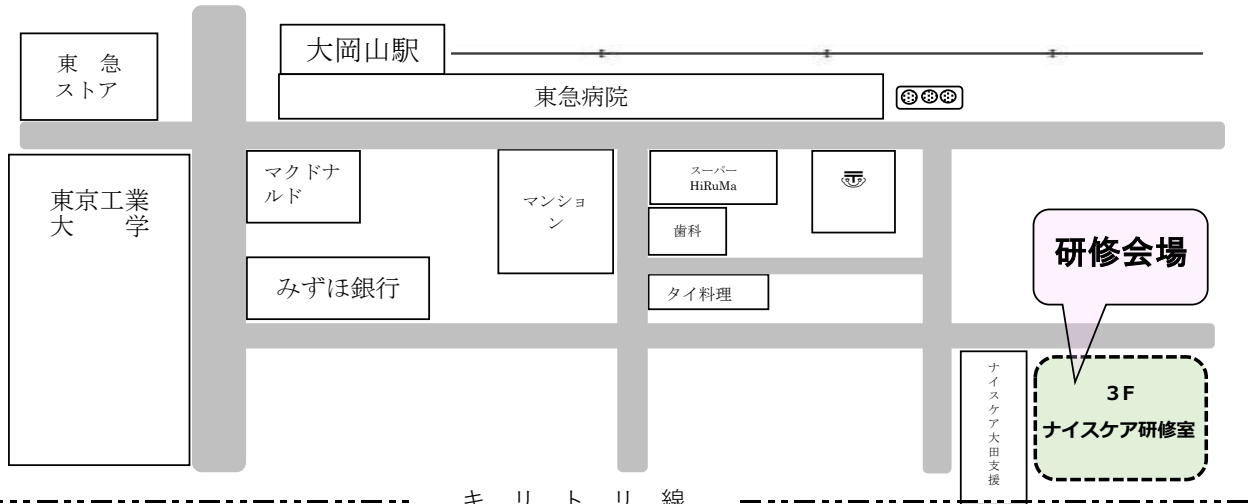 大岡山駅
東　急
ストア
東急病院
東京工業
大　　学
マクドナ
ルド
マンショ
ン
スーパー
HiRuMa
歯科
研修会場
みずほ銀行
タイ料理
ナイスケア大田支援
３F
ナイスケア研修室
キ　リ　ト　リ　線